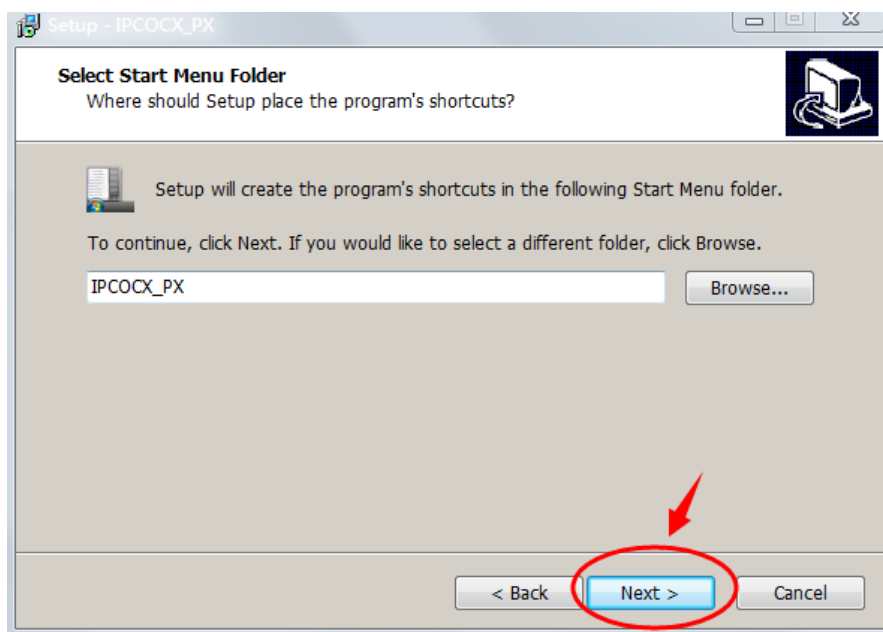 Setup - IPCOCX_PX
Select Start Menu Folder
Where should Setup place the program's shortcuts?
Setup will create the program's shortcuts in the following Start Menu folder.
To continue, click Next. If you would like to select a different folder, click Browse.
IPCOCX_PX
Browse...
< Back
Next >
Cancel